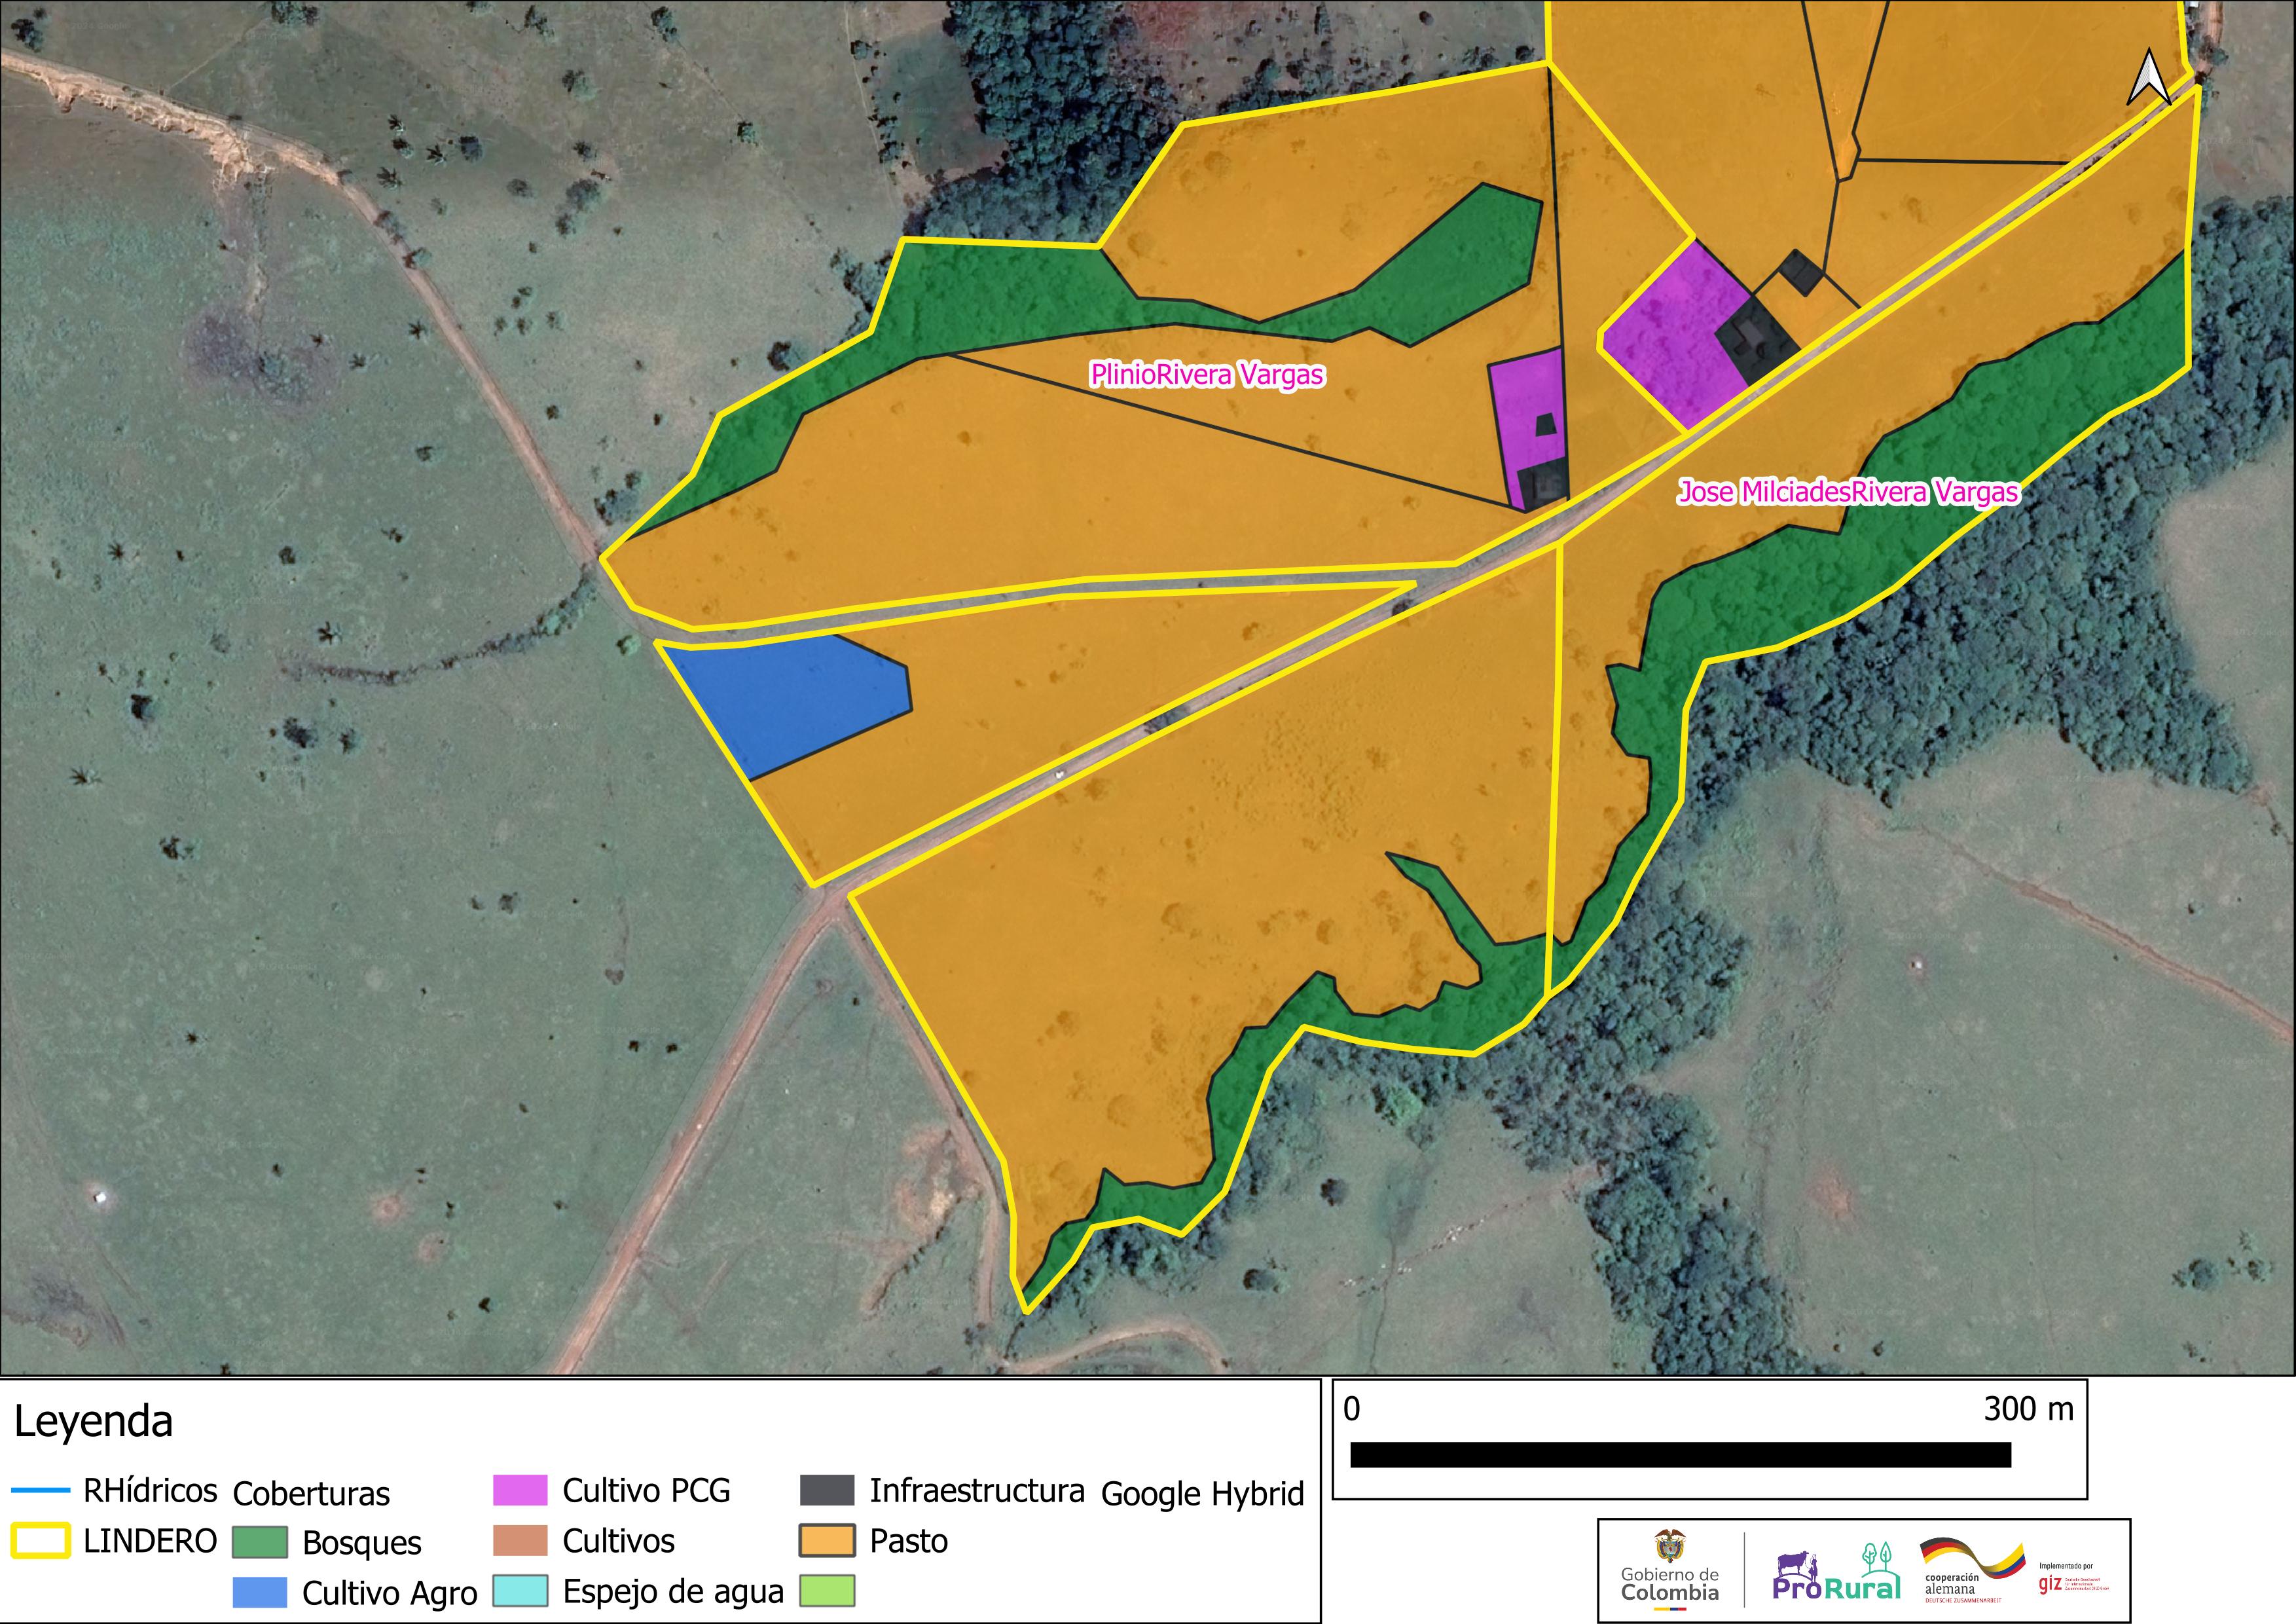 PlinioRivera Vargas
Jose MilciadesRivera Vargas
Leyenda
RHídricos
LINDERO
Coberturas
Bosques
Cultivo Agro
Cultivo PCG
Cultivos
Espejo de agua
Infraestructura
Pasto
Google Hybrid
0 300 m
Gobierno de
Colombia
ProRural
cooperación
alemana
DEUTSCHE ZUSAMMENARBEIT
Implementado por
giz